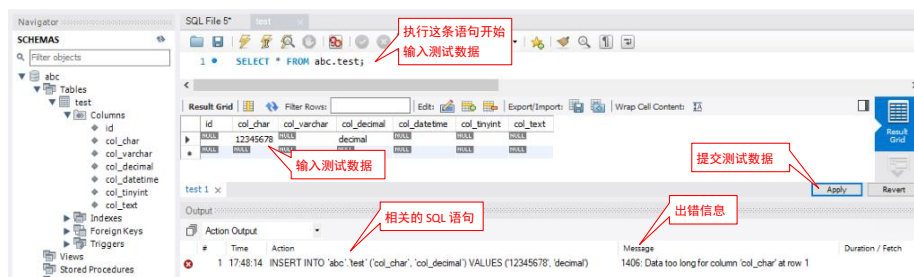 Navigator
SQL File 5*
test
SCHEMAS
Filter objects
abc
Tables
test
Columns
id
col_char
col_varchar
col_decimal
col_datetime
col_tinyint
col_text
Indexes
Foreign Keys
Triggers
Views
Stored Procedures
执行这条语句开始
输入测试数据
1
SELECT * FROM abc.test;
Result Grid
Filter Rows:
Edit:
Export/Import:
Wrap Cell Content:
id col_char col_varchar col_decimal col_datetime col_tinyint col_text
NULL 12345678 NULL decimal NULL NULL NULL
NULL NULL NULL NULL NULL NULL NULL
Result
Grid
输入测试数据
提交测试数据
test 1
Apply
Revert
Output
相关的 SQL 语句
出错信息
Action Output
# Time Action Message Duration / Fetch
1 17:48:14 INSERT INTO `abc`.`test` (`col_char`, `col_decimal`) VALUES ('12345678', 'decimal') 1406: Data too long for column 'col_char' at row 1